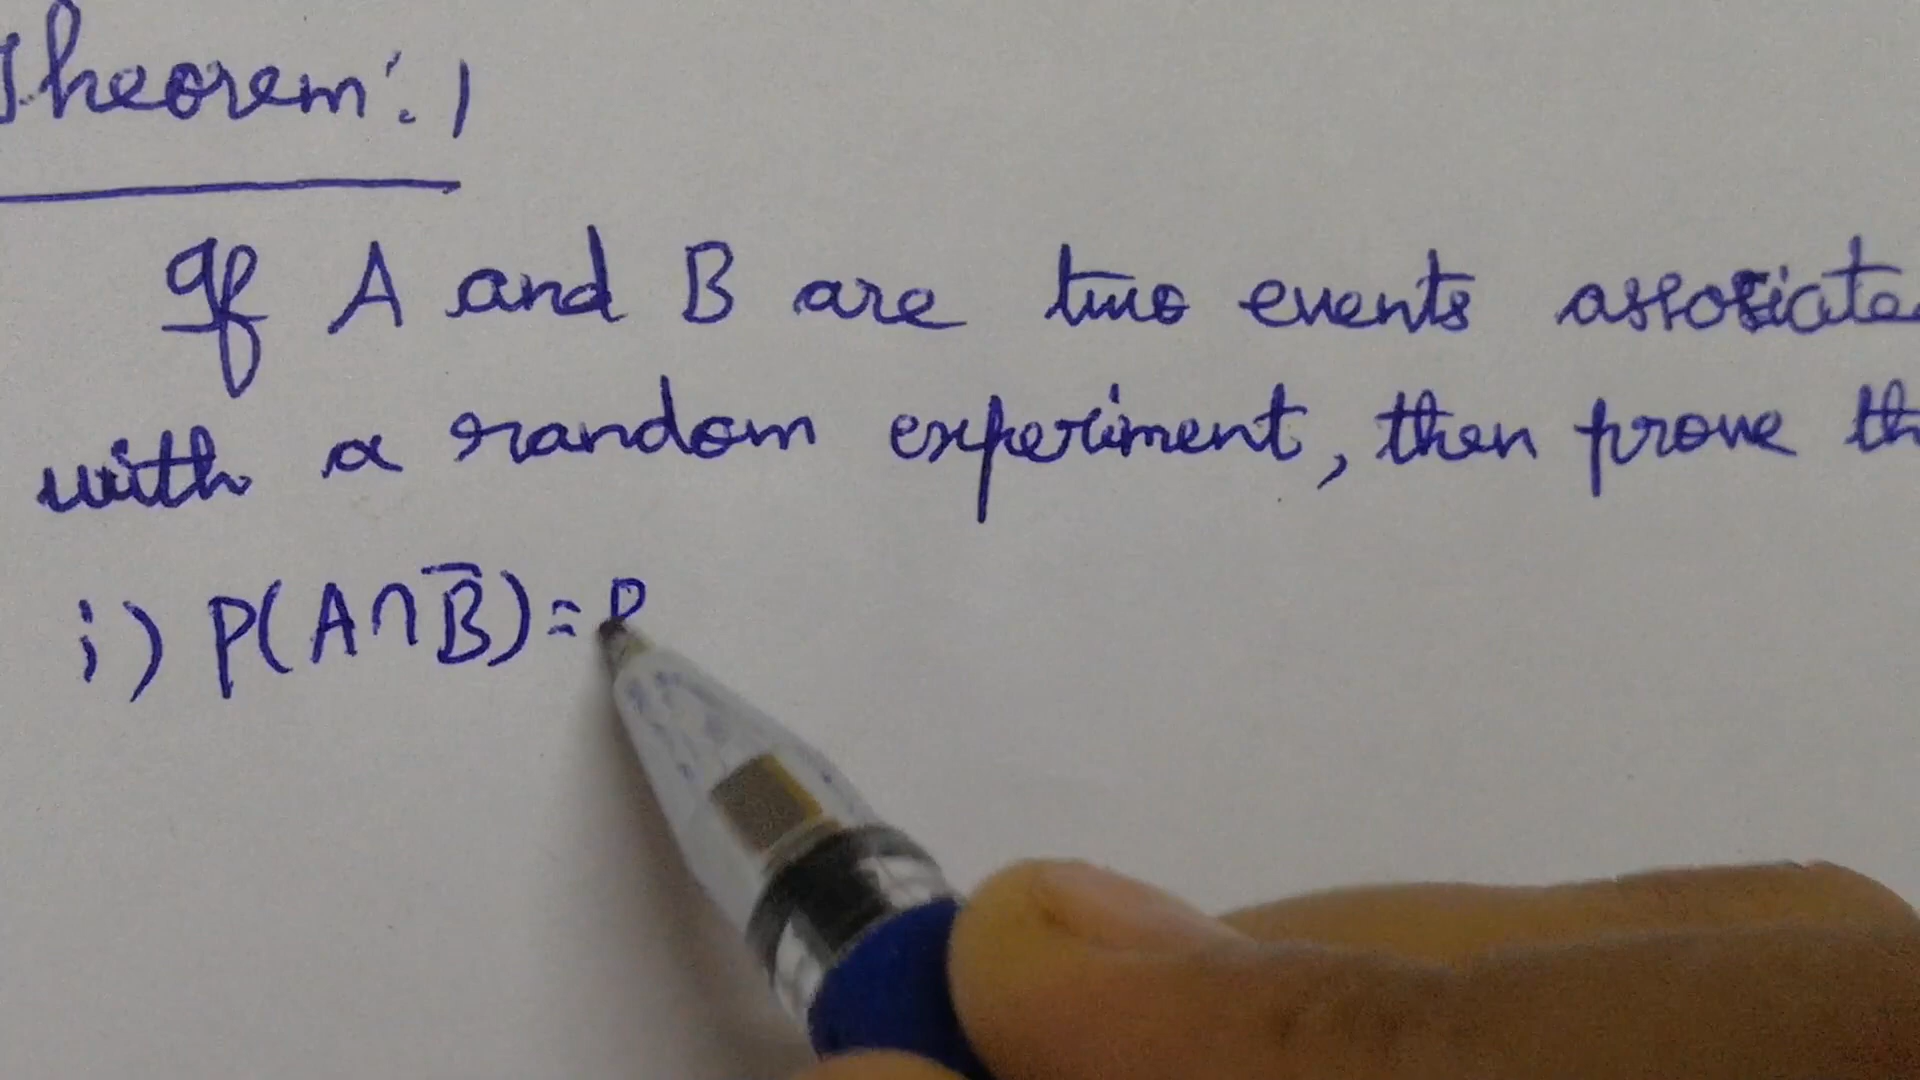 Theorem: 1
If A and B are two events associate
with a random experiment, then prove th
i) P(A∩B̅)=P